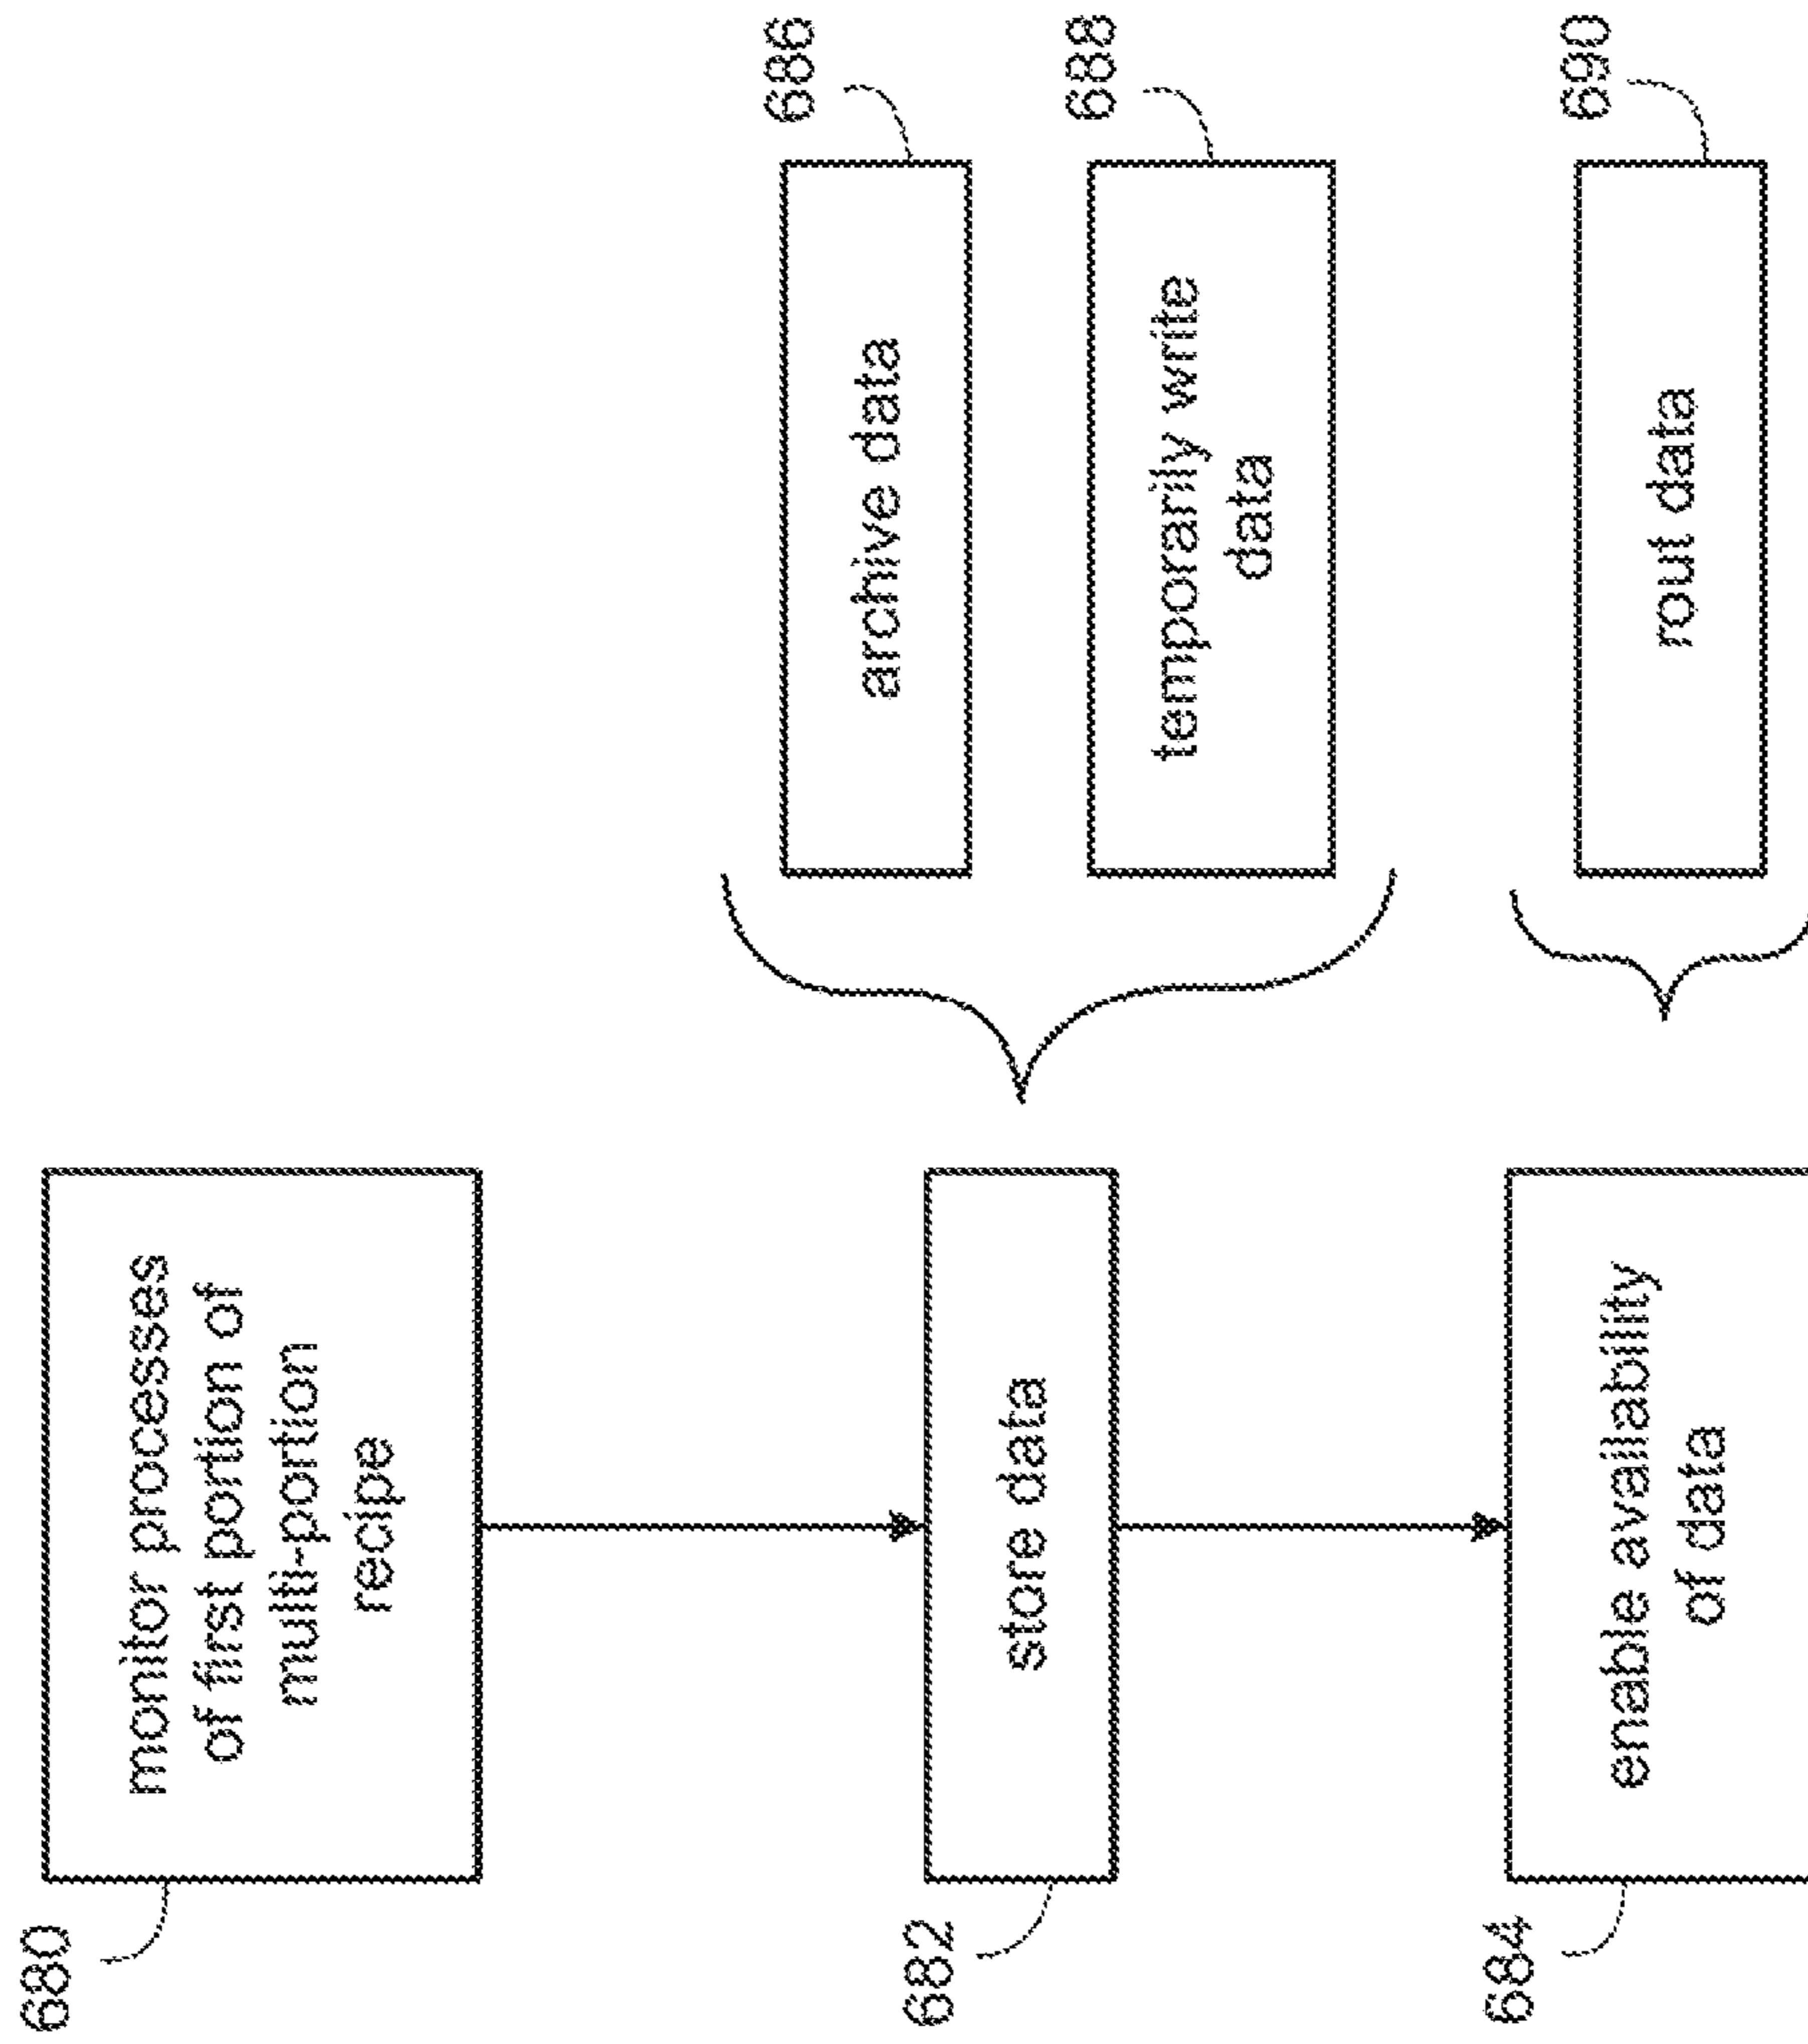 680
monitor processes
of first portion of
multi-portion
recipe
682
store data
686
archive data
688
temporarily write
data
684
enable availability
of data
690
rout data